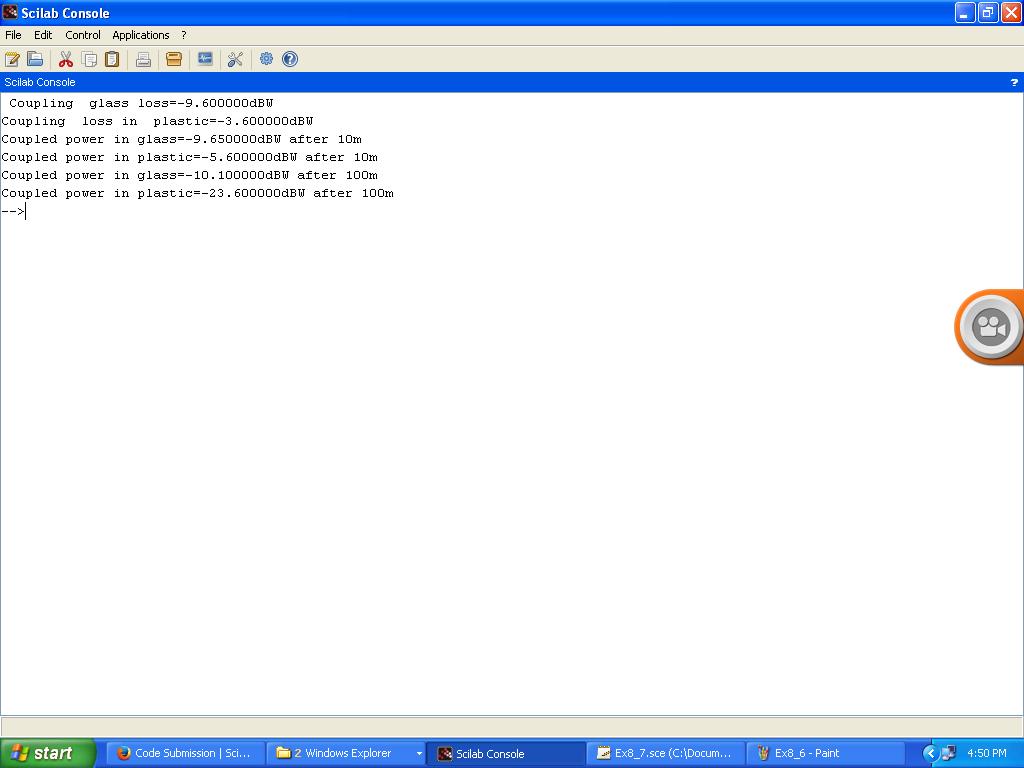 Scilab Console
File Edit Control Applications ?
Scilab Console ?
Coupling  glass loss=-9.600000dBW
Coupling  loss in  plastic=-3.600000dBW
Coupled power in glass=-9.650000dBW after 10m
Coupled power in plastic=-5.600000dBW after 10m
Coupled power in glass=-10.100000dBW after 100m
Coupled power in plastic=-23.600000dBW after 100m
-->
start Code Submission | Sci... 2 Windows Explorer Scilab Console Ex8_7.sce (C:\Docum... Ex8_6 - Paint 4:50 PM